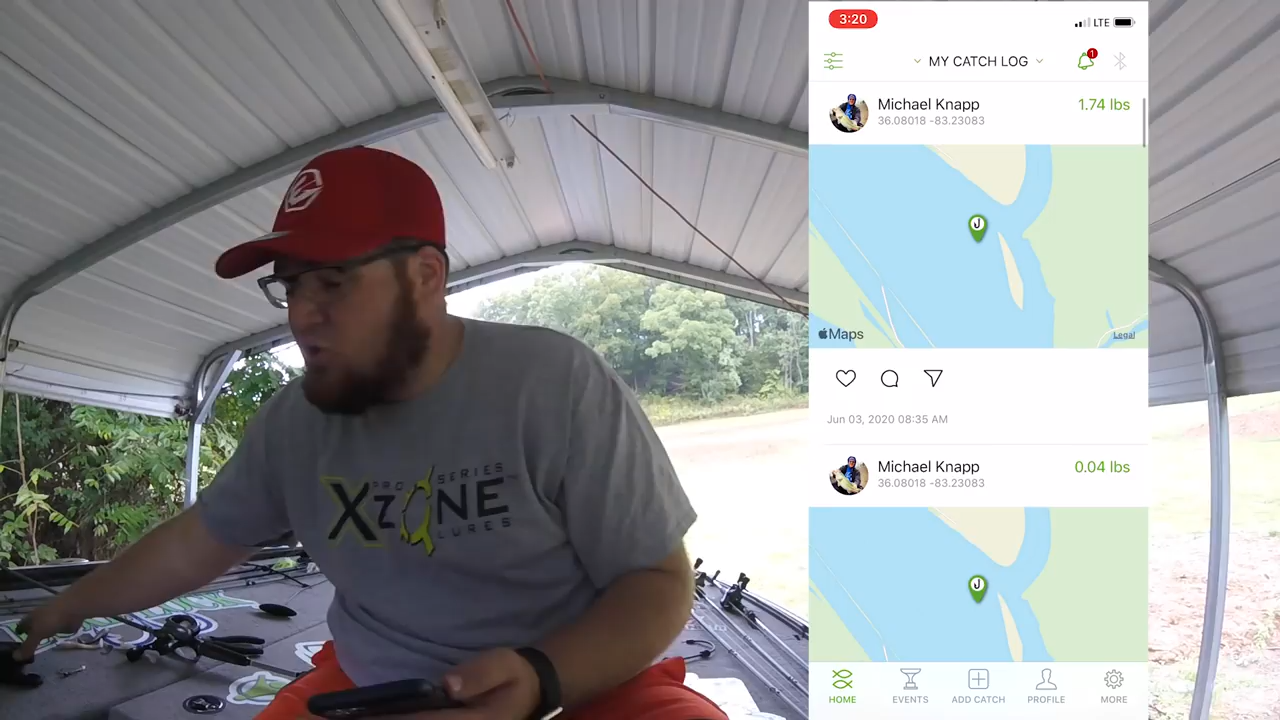 3:20
LTE
MY CATCH LOG
1
Michael Knapp
1.74 lbs
36.08018 -83.23083
J
Maps
Legal
Jun 03, 2020 08:35 AM
Michael Knapp
0.04 lbs
36.08018 -83.23083
J
HOME
EVENTS
ADD CATCH
PROFILE
MORE
PRO SERIES
XZONE
LURES